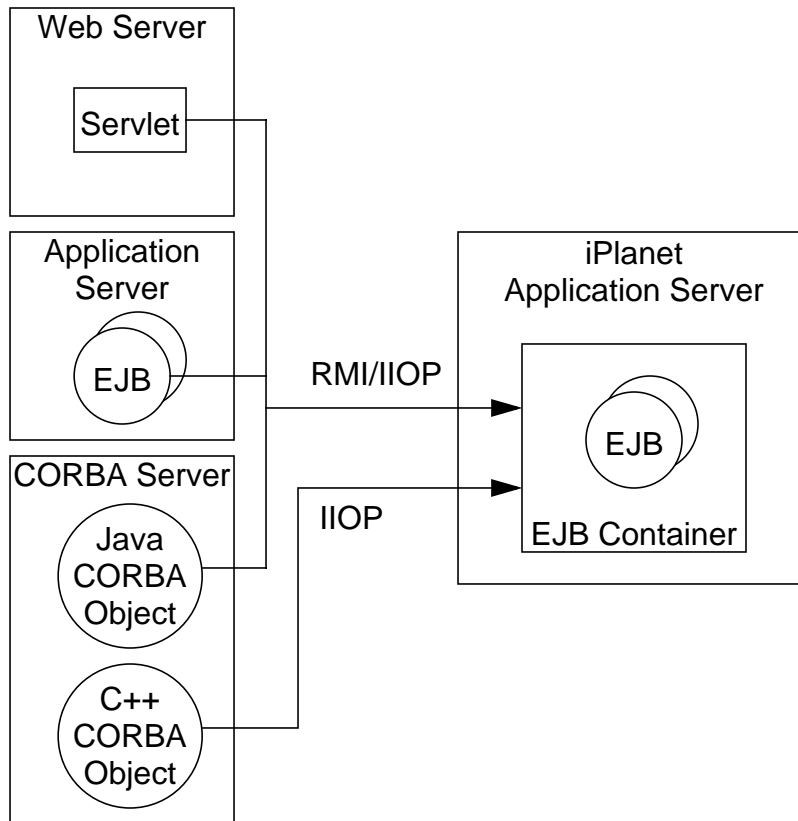 Web Server
Servlet
Application
Server
EJB
CORBA Server
Java
CORBA
Object
C++
CORBA
Object
RMI/IIOP
IIOP
iPlanet
Application Server
EJB
EJB Container